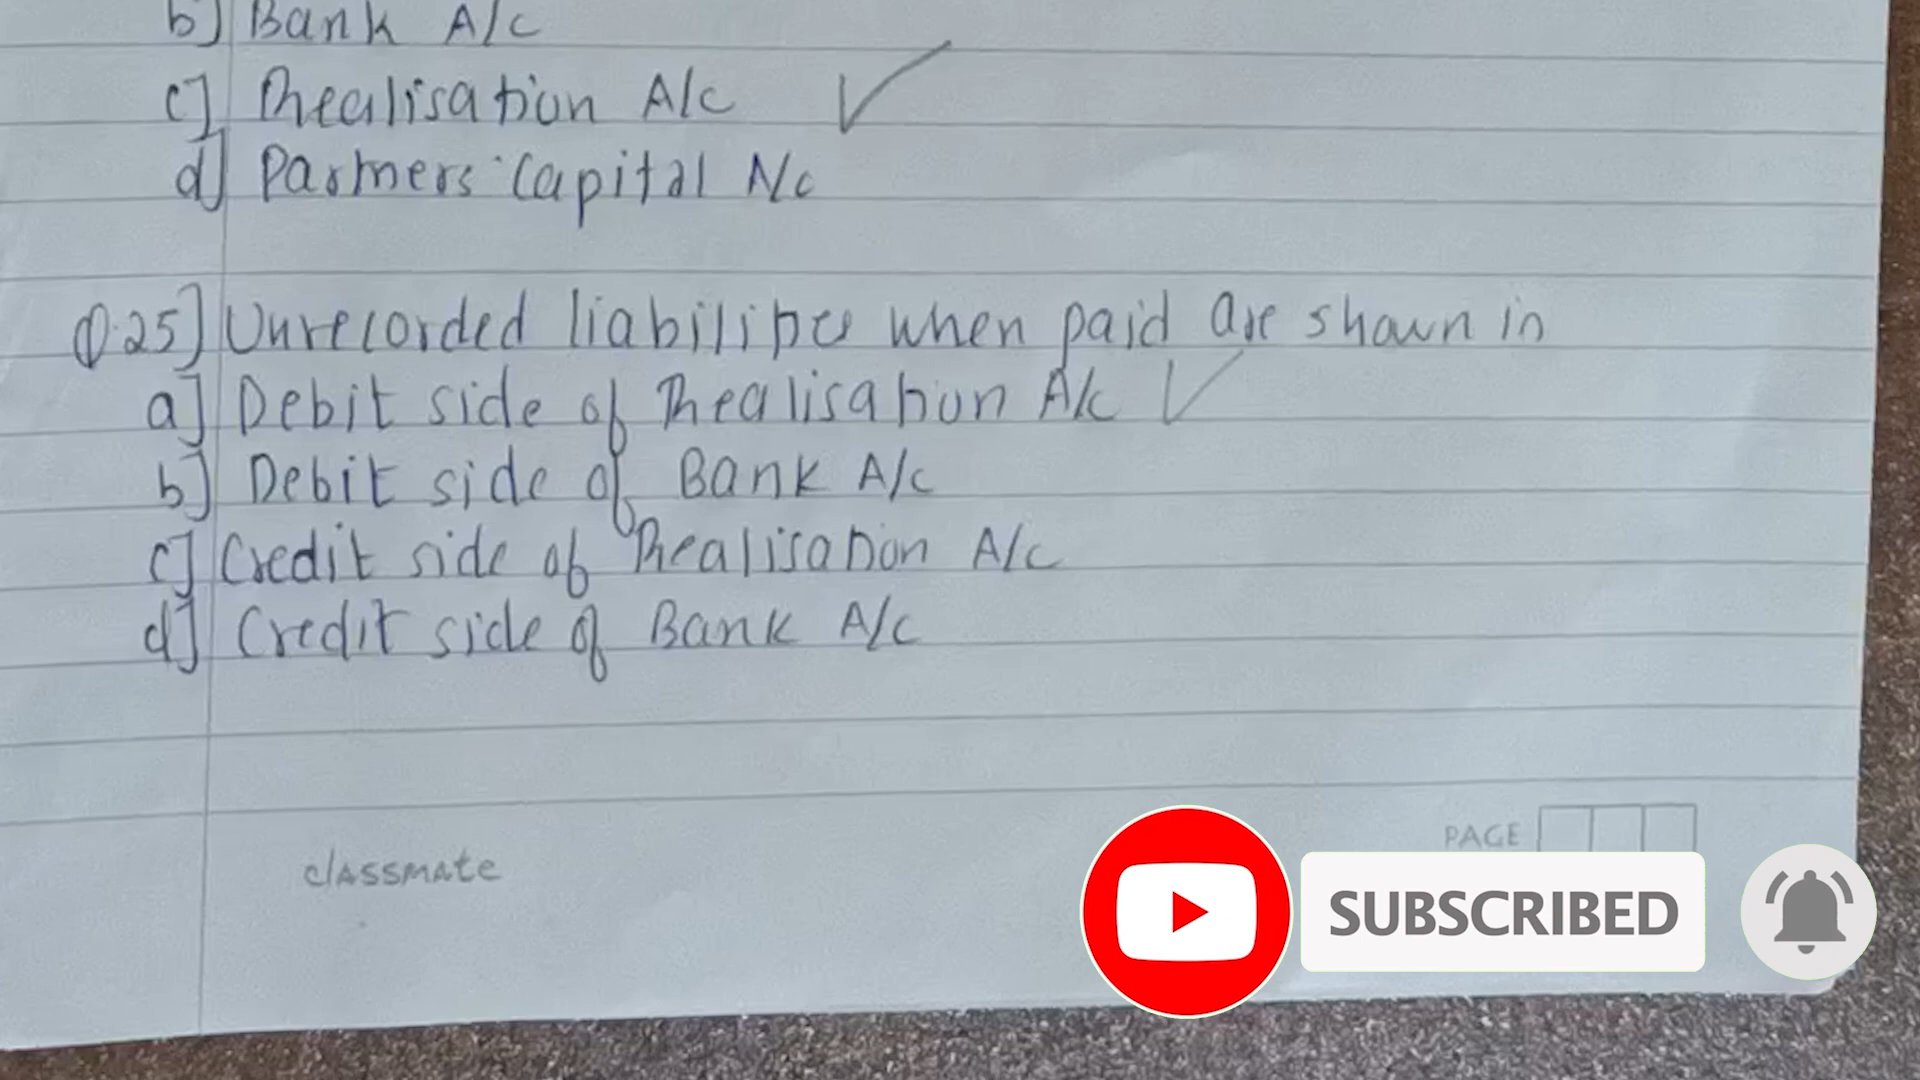 b] Bank A/c
c] Realisation A/c
d] Partners' Capital A/c
Q.25] Unrecorded liabilities when paid are shown in
a] Debit side of Realisation A/c
b] Debit side of Bank A/c
c] Credit side of Realisation A/c
d] Credit side of Bank A/c
PAGE
classmate
SUBSCRIBED